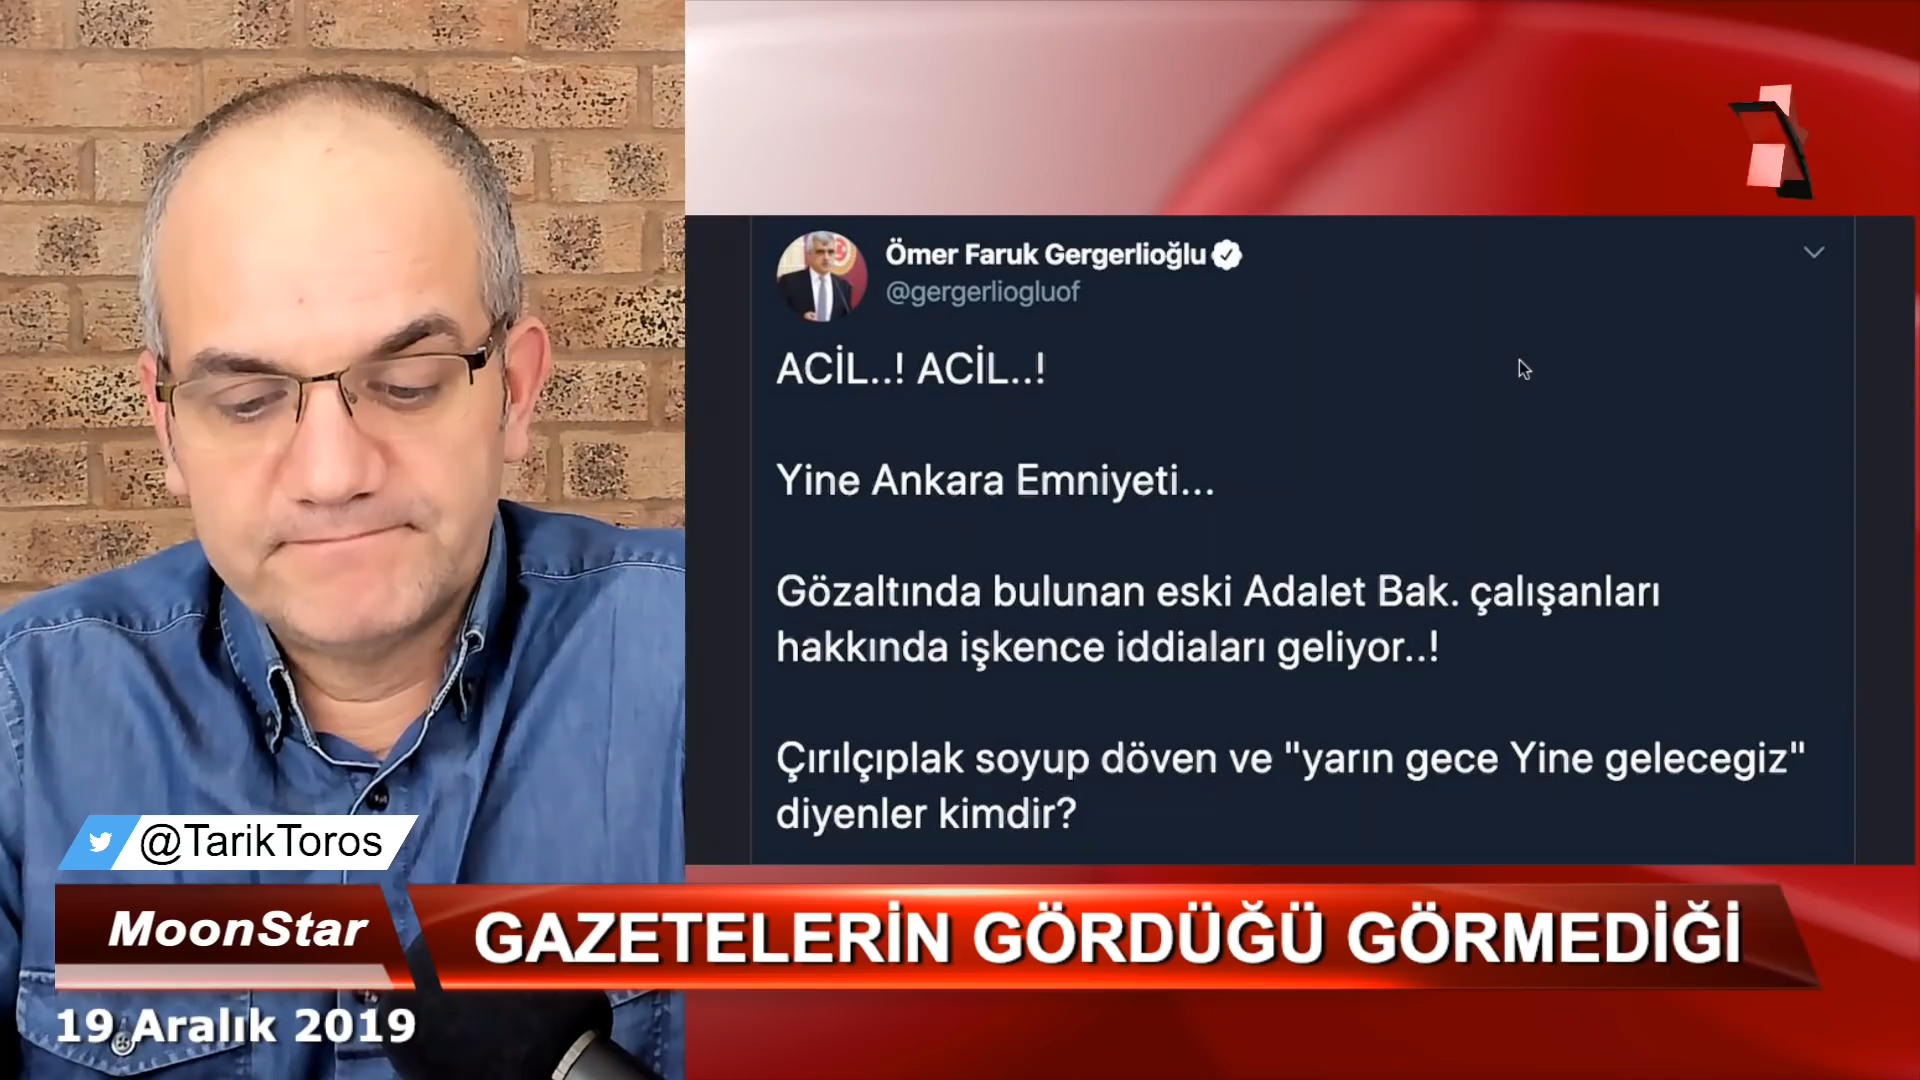 Ömer Faruk Gergerlioğlu
@gergerliogluof
ACİL..! ACİL..!
Yine Ankara Emniyeti...
Gözaltında bulunan eski Adalet Bak. çalışanları
hakkında işkence iddiaları geliyor..!
Çırılçıplak soyup döven ve "yarın gece Yine gelecegiz"
diyenler kimdir?
@TarikToros
MoonStar
GAZETELERİN GÖRDÜĞÜ GÖRMEDİĞİ
19 Aralık 2019